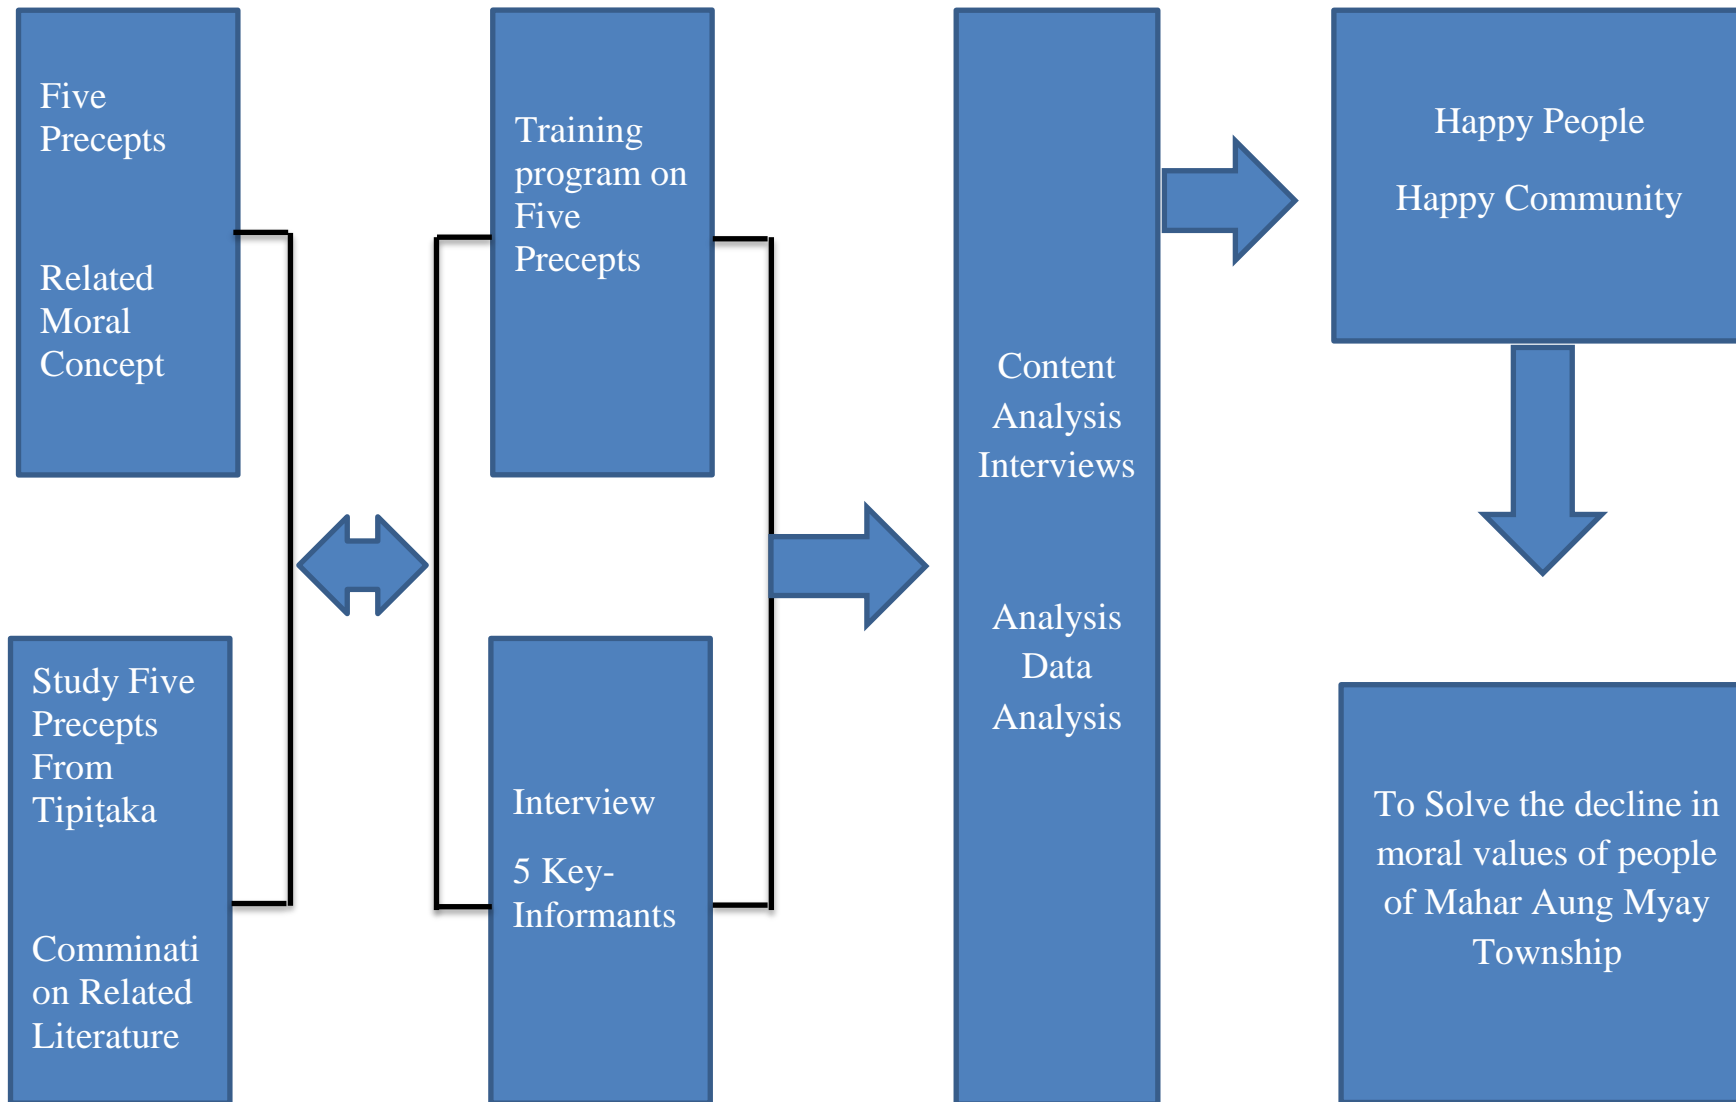 Five
Precepts
Related
Moral
Concept
Study Five
Precepts
From
Tipiṭaka
Comminati
on Related
Literature
Training
program on
Five
Precepts
Interview
5 Key-
Informants
Content
Analysis
Interviews
Analysis
Data
Analysis
Happy People
Happy Community
To Solve the decline in
moral values of people
of Mahar Aung Myay
Township